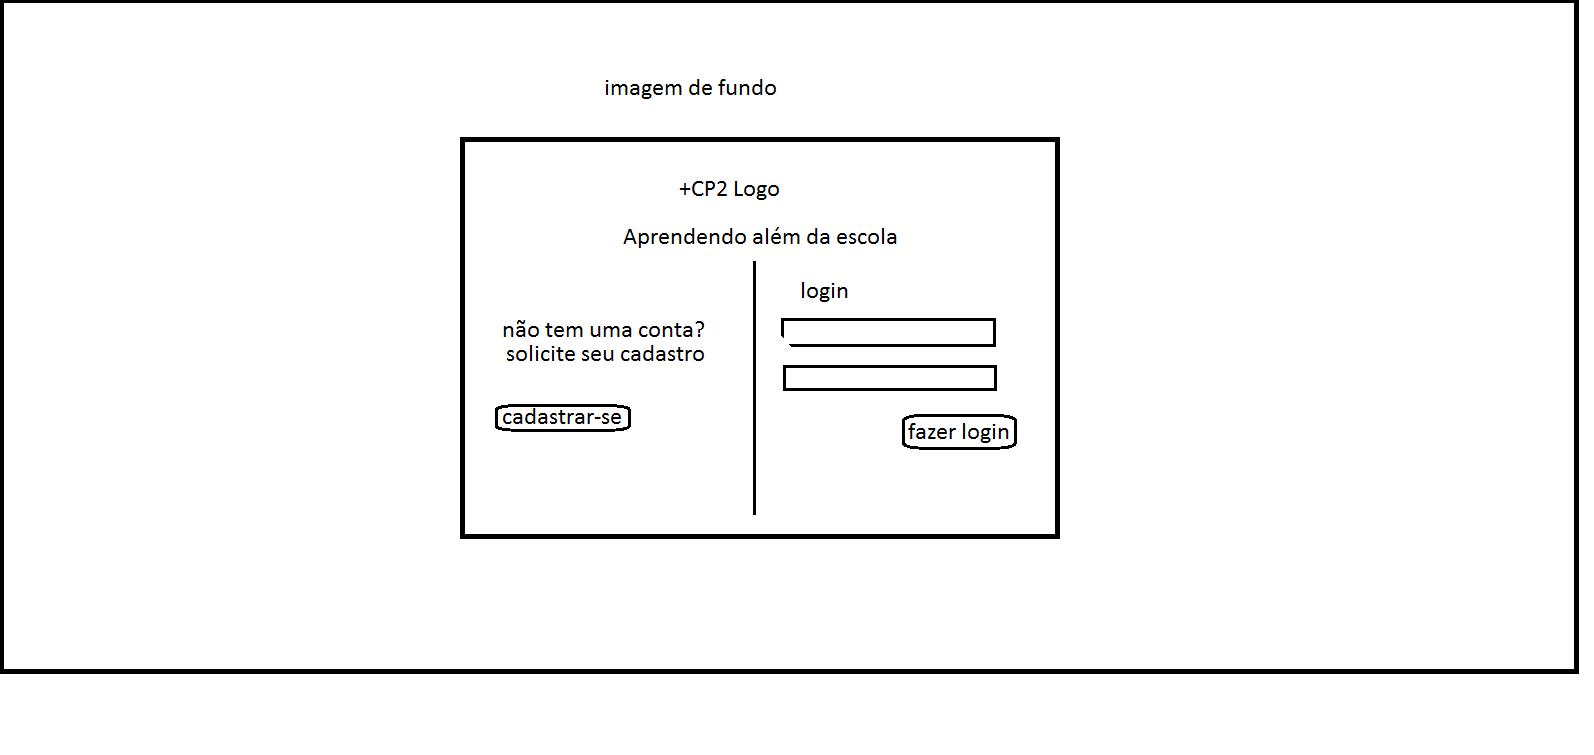 imagem de fundo
+CP2 Logo
Aprendendo além da escola
não tem uma conta?
solicite seu cadastro
cadastrar-se
login
fazer login